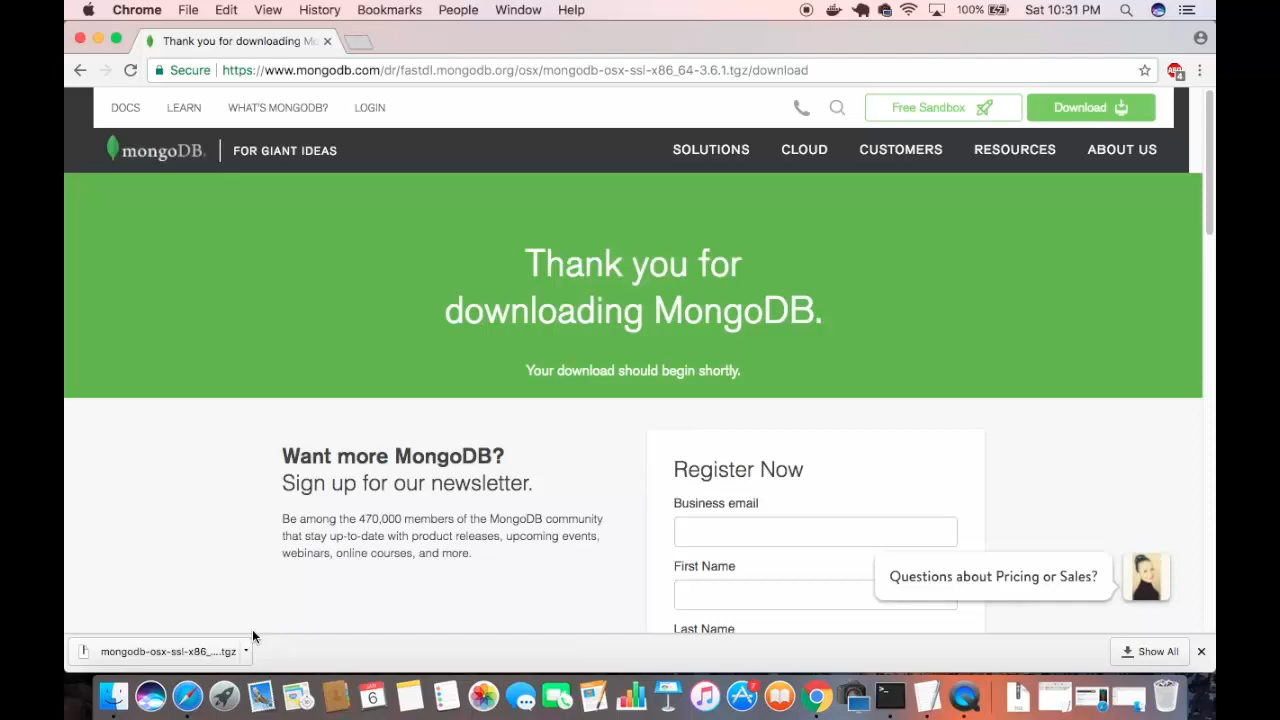 Chrome File Edit View History Bookmarks People Window Help 100% Sat 10:31 PM
Thank you for downloading Mo
Secure https://www.mongodb.com/dr/fastdl.mongodb.org/osx/mongodb-osx-ssl-x86_64-3.6.1.tgz/download
ABP
4
DOCS LEARN WHAT'S MONGODB? LOGIN Free Sandbox Download
mongoDB. FOR GIANT IDEAS SOLUTIONS CLOUD CUSTOMERS RESOURCES ABOUT US
Thank you for
downloading MongoDB.
Your download should begin shortly.
Want more MongoDB?
Sign up for our newsletter.
Be among the 470,000 members of the MongoDB community
that stay up-to-date with product releases, upcoming events,
webinars, online courses, and more.
Register Now
Business email
First Name
Questions about Pricing or Sales?
Last Name
mongodb-osx-ssl-x86_....tgz Show All
JAN
6
7